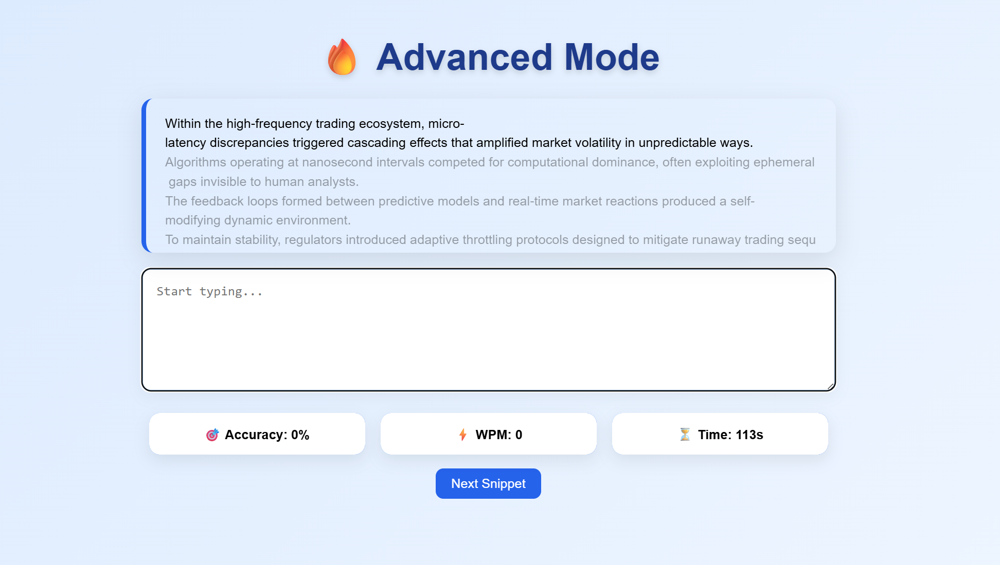 Advanced Mode
Within the high-frequency trading ecosystem, micro-
latency discrepancies triggered cascading effects that amplified market volatility in unpredictable ways.
Algorithms operating at nanosecond intervals competed for computational dominance, often exploiting ephemeral
gaps invisible to human analysts.
The feedback loops formed between predictive models and real-time market reactions produced a self-
modifying dynamic environment.
To maintain stability, regulators introduced adaptive throttling protocols designed to mitigate runaway trading sequ
Start typing...
Accuracy: 0%
WPM: 0
Time: 113s
Next Snippet